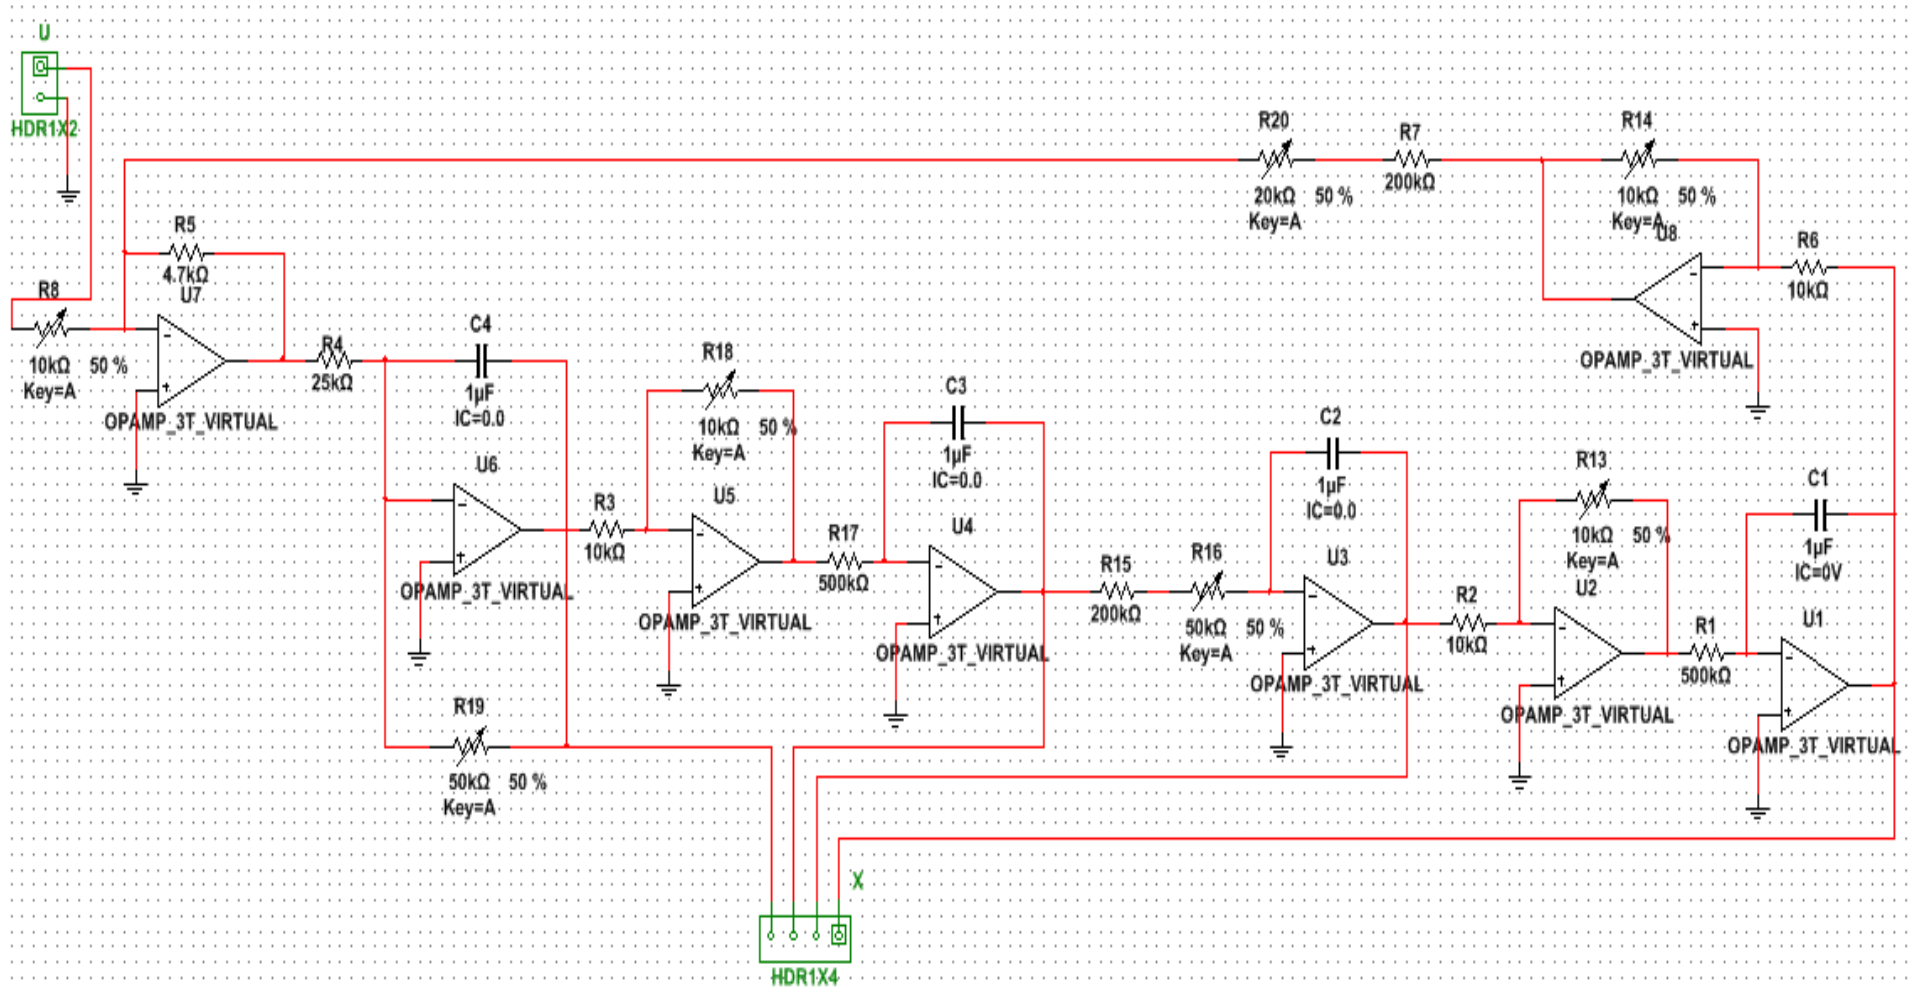 U
HDR1X2
R20
20kΩ 50 %
Key=A
R7
200kΩ
R14
10kΩ 50 %
Key=A
U8
R6
10kΩ
OPAMP_3T_VIRTUAL
R5
4.7kΩ
U7
R8
10kΩ 50 %
Key=A
OPAMP_3T_VIRTUAL
R4
25kΩ
C4
1µF
IC=0.0
U6
OPAMP_3T_VIRTUAL
R19
50kΩ 50 %
Key=A
R3
10kΩ
R18
10kΩ 50 %
Key=A
U5
OPAMP_3T_VIRTUAL
R17
500kΩ
C3
1µF
IC=0.0
U4
OPAMP_3T_VIRTUAL
R15
200kΩ
R16
50kΩ 50 %
Key=A
C2
1µF
IC=0.0
U3
OPAMP_3T_VIRTUAL
R2
10kΩ
R13
10kΩ 50 %
Key=A
U2
OPAMP_3T_VIRTUAL
R1
500kΩ
C1
1µF
IC=0V
U1
OPAMP_3T_VIRTUAL
X
HDR1X4